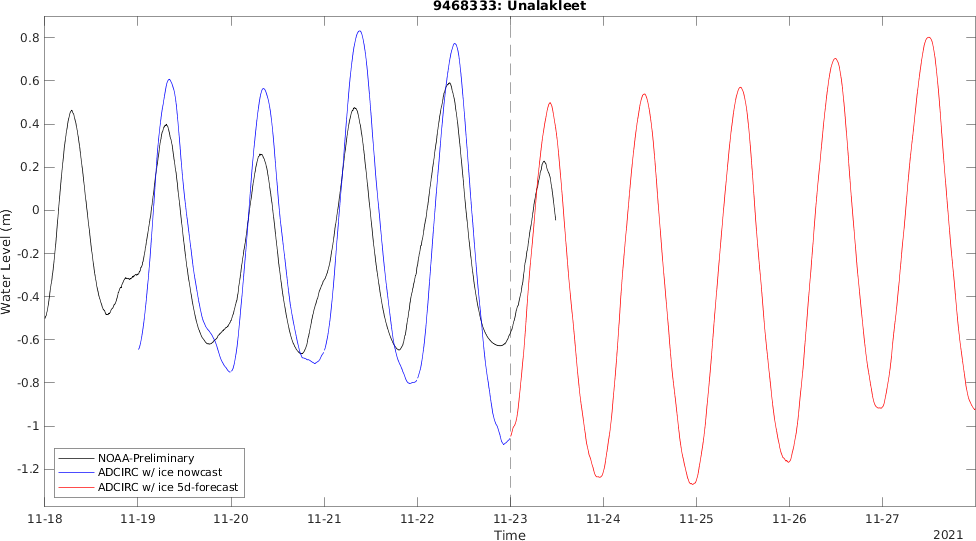 9468333: Unalakleet
0.8
0.6
0.4
0.2
0
-0.2
-0.4
-0.6
-0.8
-1
-1.2
Water Level (m)
NOAA-Preliminary
ADCIRC w/ ice nowcast
ADCIRC w/ ice 5d-forecast
11-18 11-19 11-20 11-21 11-22 11-23 11-24 11-25 11-26 11-27
Time
2021